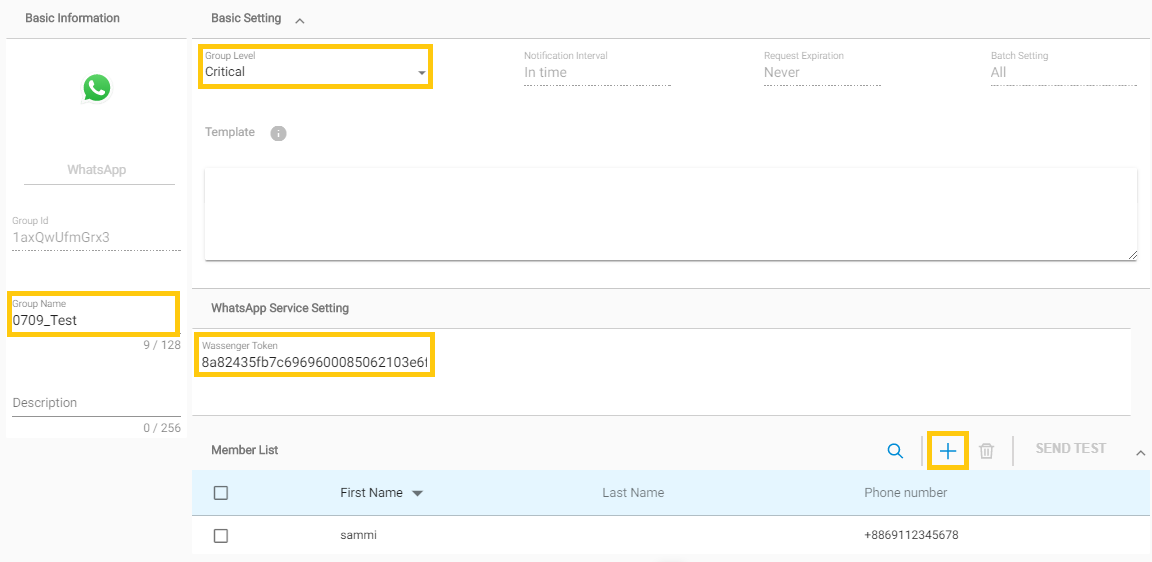 Basic Information
WhatsApp
Group Id
1axQwUfmGrx3
Group Name
0709_Test
9 / 128
Description
0 / 256
Basic Setting
Group Level
Critical
Notification Interval
In time
Request Expiration
Never
Batch Setting
All
Template
WhatsApp Service Setting
Wassenger Token
8a82435fb7c6969600085062103e6f
Member List
SEND TEST
First Name
Last Name
Phone number
sammi
+8869112345678